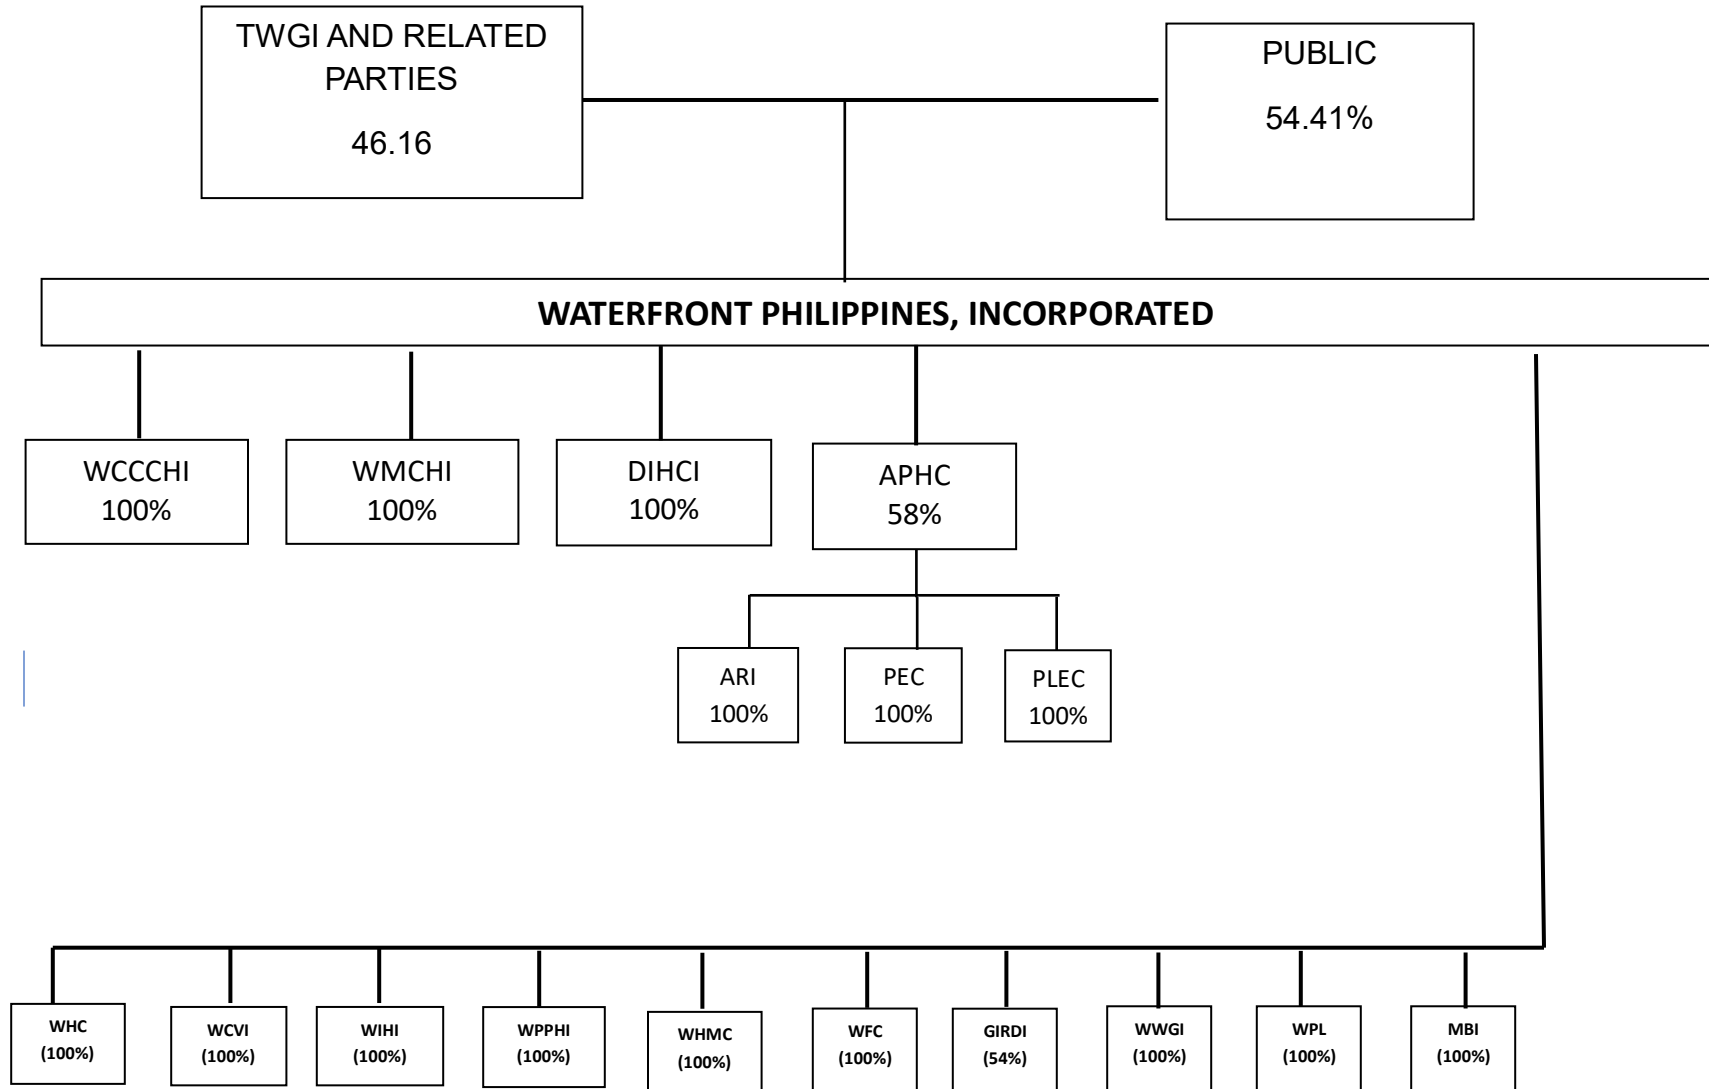 TWGI AND RELATED
PARTIES
46.16
PUBLIC
54.41%
WATERFRONT PHILIPPINES, INCORPORATED
WCCCHI
100%
WMCHI
100%
DIHCI
100%
APHC
58%
ARI
100%
PEC
100%
PLEC
100%
WHC
(100%)
WCVI
(100%)
WIHI
(100%)
WPPHI
(100%)
WHMC
(100%)
WFC
(100%)
GIRDI
(54%)
WWGI
(100%)
WPL
(100%)
MBI
(100%)